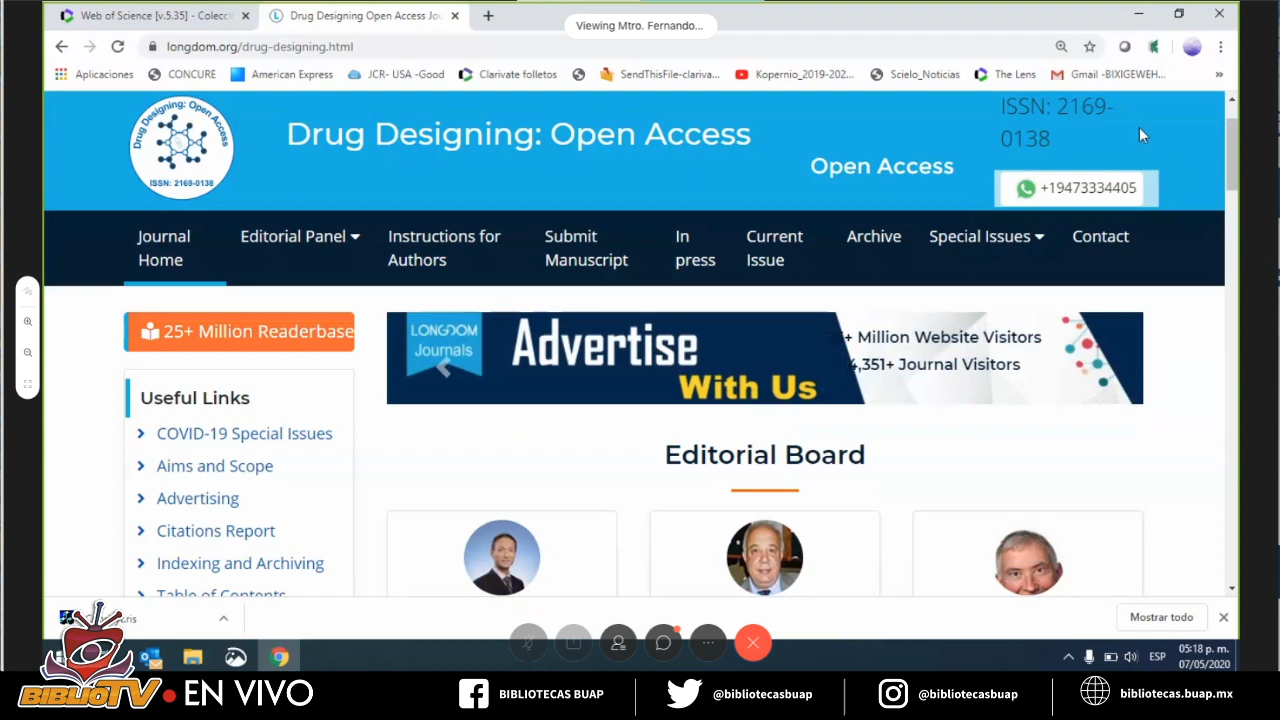 Web of Science [v.5.35] - Colecci
Drug Designing Open Access Jou
Viewing Mtro. Fernando...
longdom.org/drug-designing.html
Aplicaciones
CONCURE
American Express
JCR- USA -Good
Clarivate folletos
SendThisFile-clariva...
Kopernio_2019-202...
Scielo_Noticias
The Lens
Gmail -BIXIGEWEH...
»
Drug Designing: Open Access
ISSN: 2169-0138
Drug Designing: Open Access
Open Access
ISSN: 2169-
0138
+19473334405
Journal
Home
Editorial Panel
Instructions for
Authors
Submit
Manuscript
In
press
Current
Issue
Archive
Special Issues
Contact
25+ Million Readerbase
LONGDOM
Journals
Advertise
With Us
+ Million Website Visitors
4,351+ Journal Visitors
Useful Links
COVID-19 Special Issues
Aims and Scope
Advertising
Citations Report
Indexing and Archiving
Table of Contents
Editorial Board
Mostrar todo
ESP
05:18 p. m.
07/05/2020
BIBLIOTV
EN VIVO
BIBLIOTECAS BUAP
@bibliotecasbuap
@bibliotecasbuap
bibliotecas.buap.mx